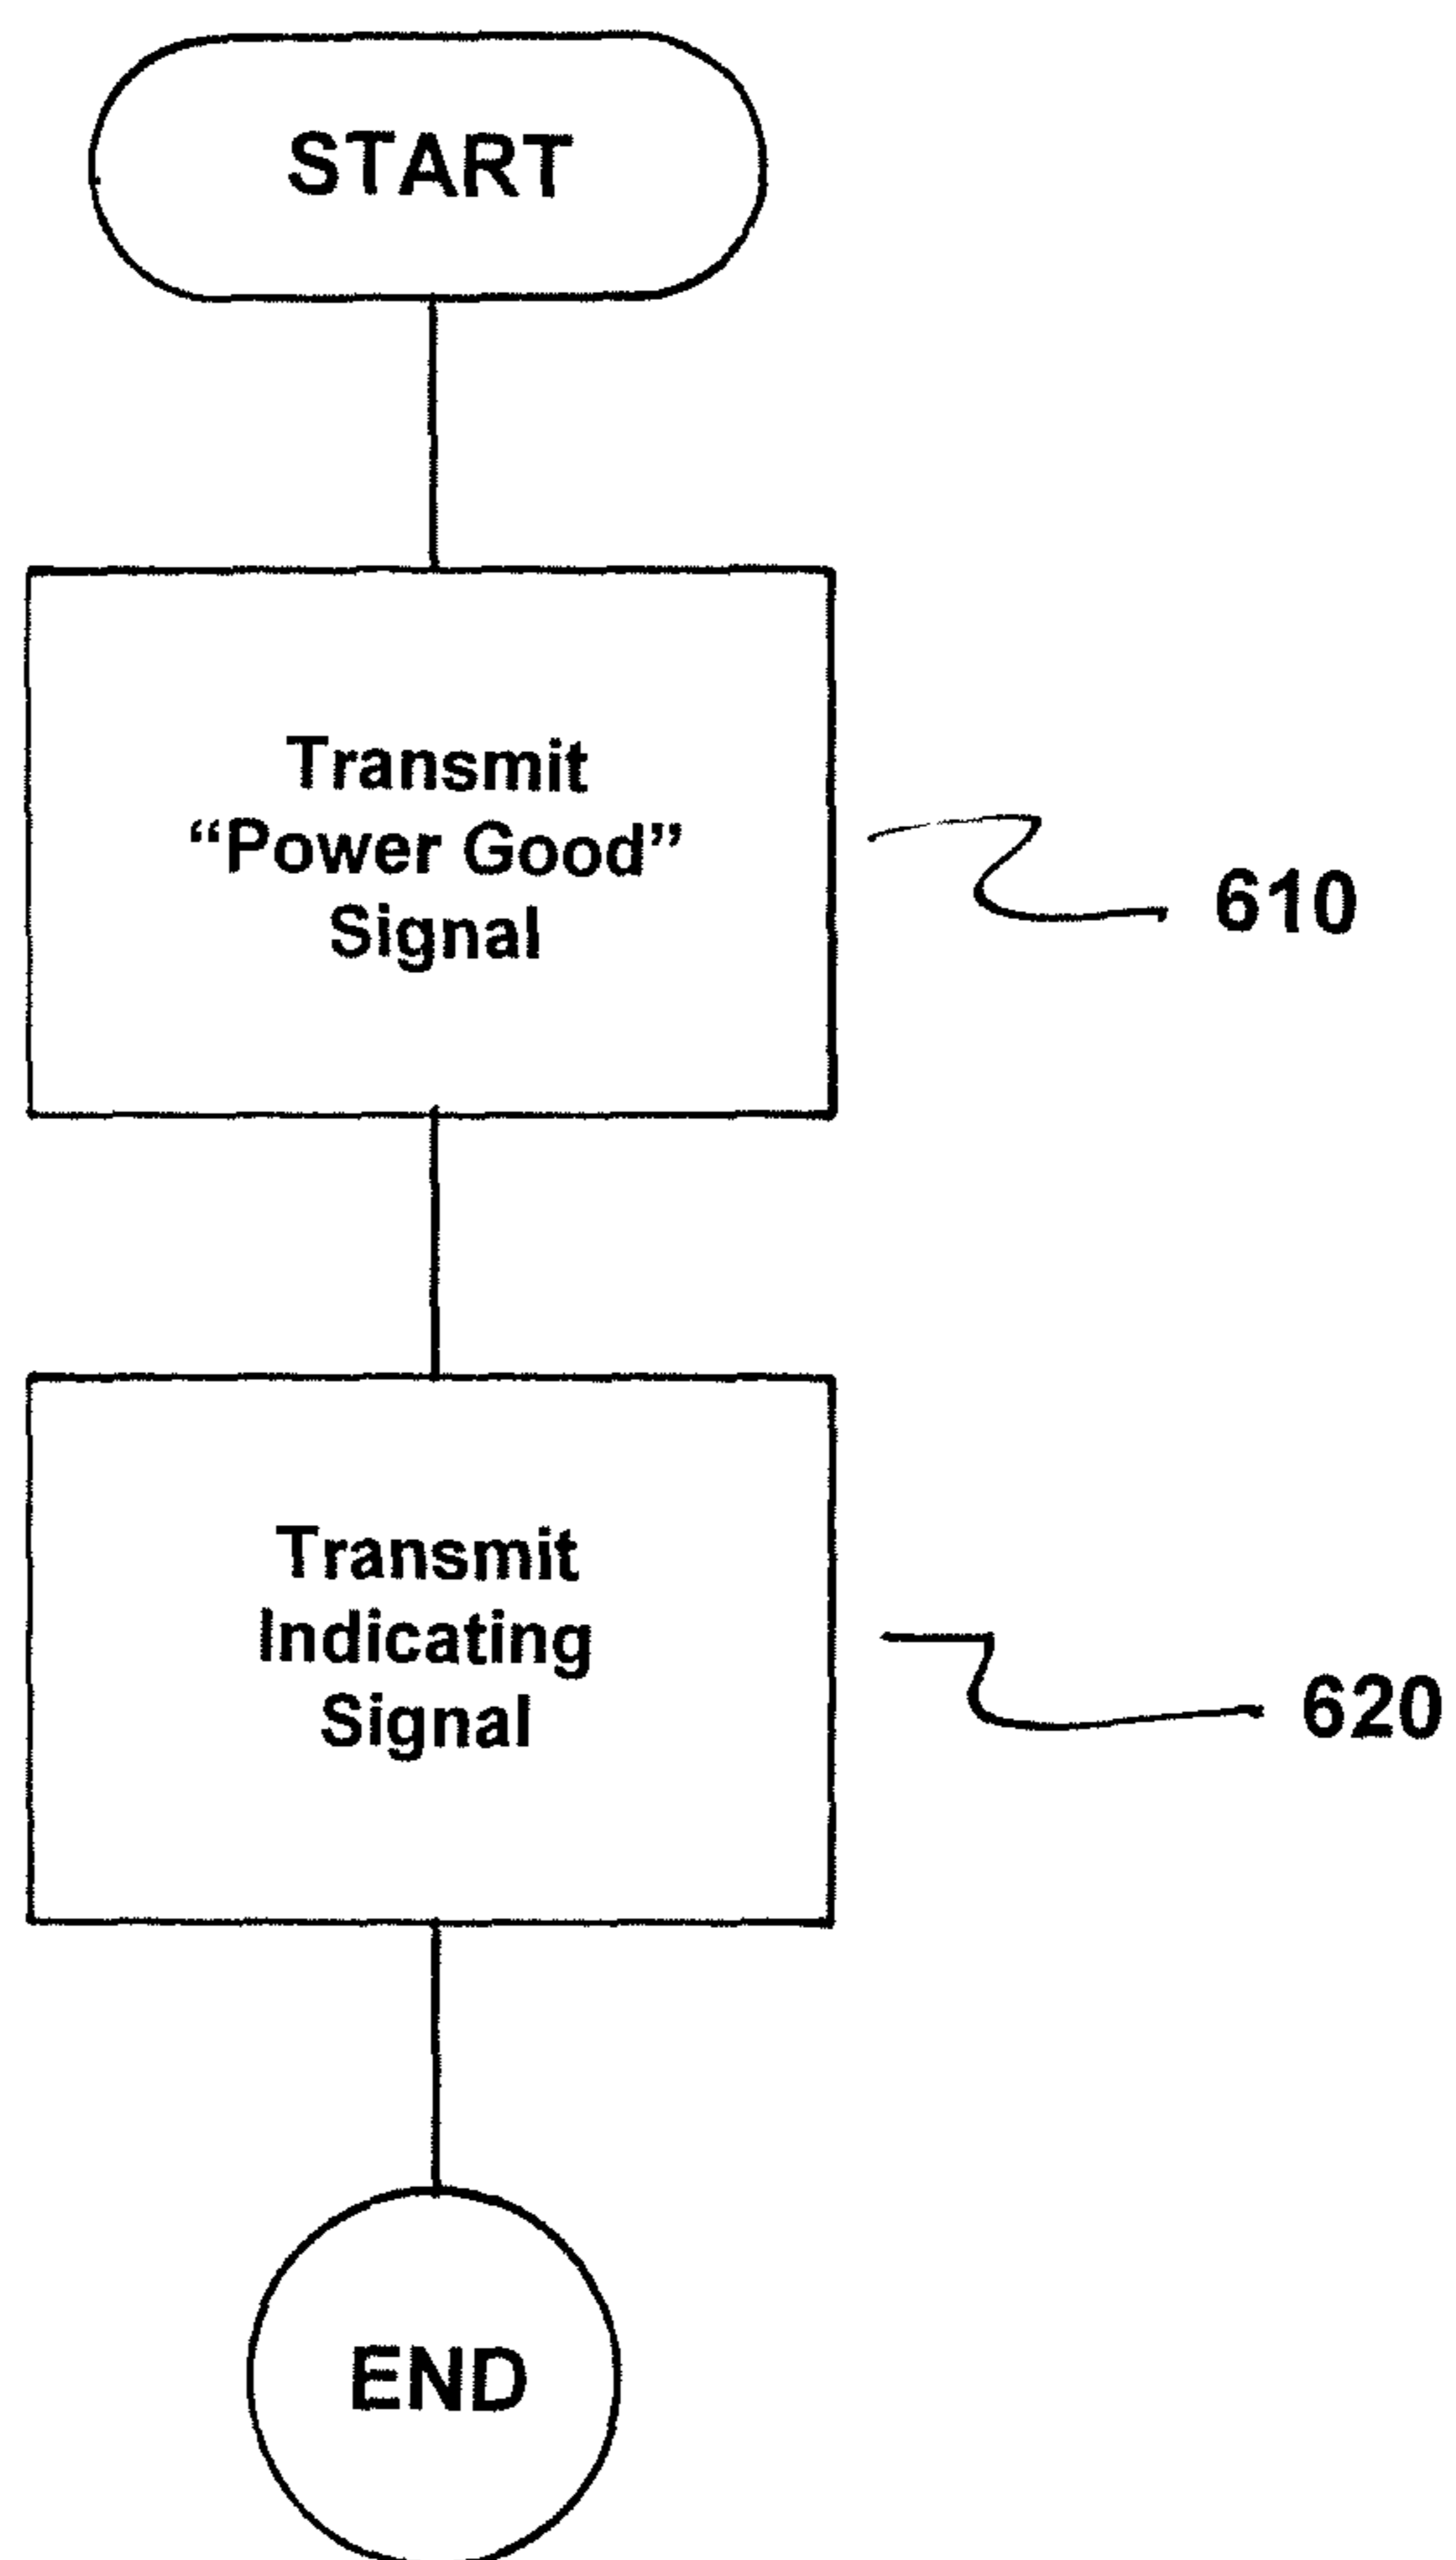 START
Transmit
“Power Good”
Signal
610
Transmit
Indicating
Signal
620
END